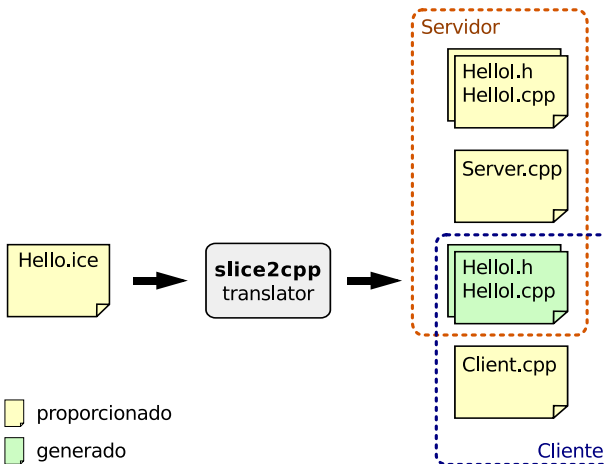 Servidor
HelloI.h
HelloI.cpp
Server.cpp
Hello.ice
slice2cpp
translator
HelloI.h
HelloI.cpp
Client.cpp
proporcionado
generado
Cliente